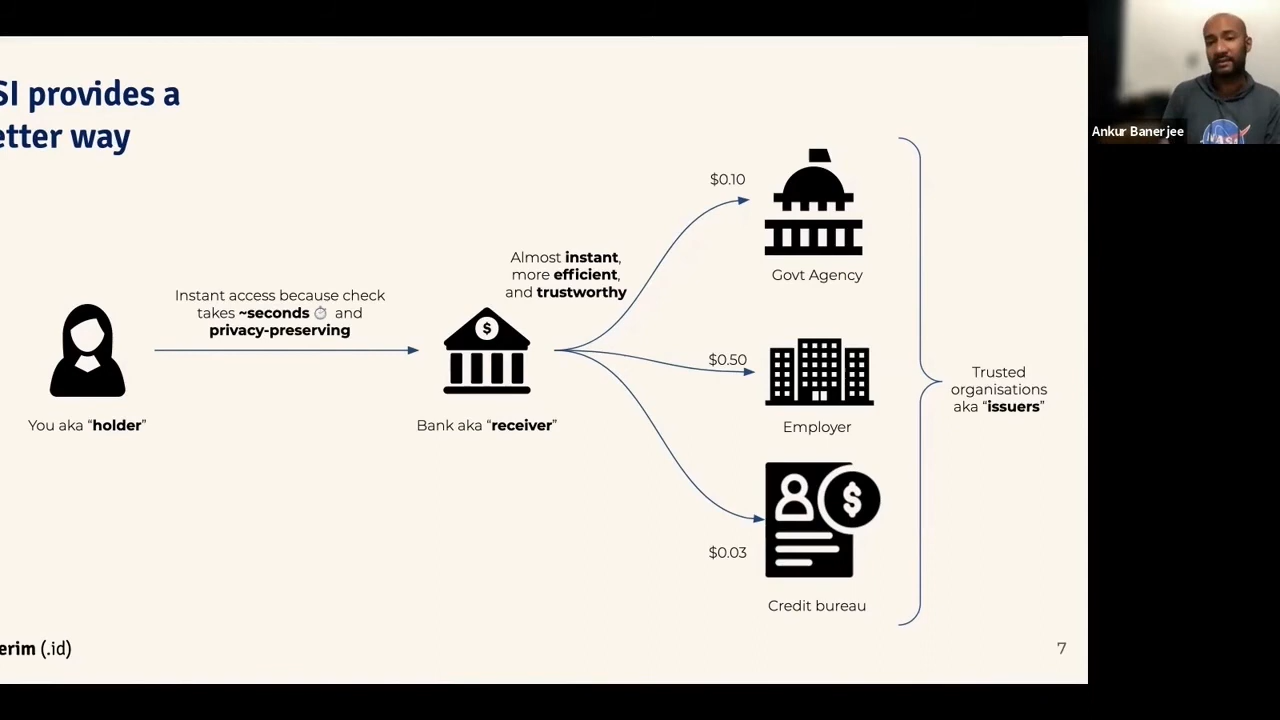 SI provides a
etter way
Ankur Banerjee
$0.10
Govt Agency
Almost instant,
more efficient,
and trustworthy
Instant access because check
takes ~seconds ⏱ and
privacy-preserving
$
$0.50
Trusted
organisations
aka “issuers”
You aka “holder”
Bank aka “receiver”
Employer
$
$0.03
Credit bureau
erim (.id)
7
NASA